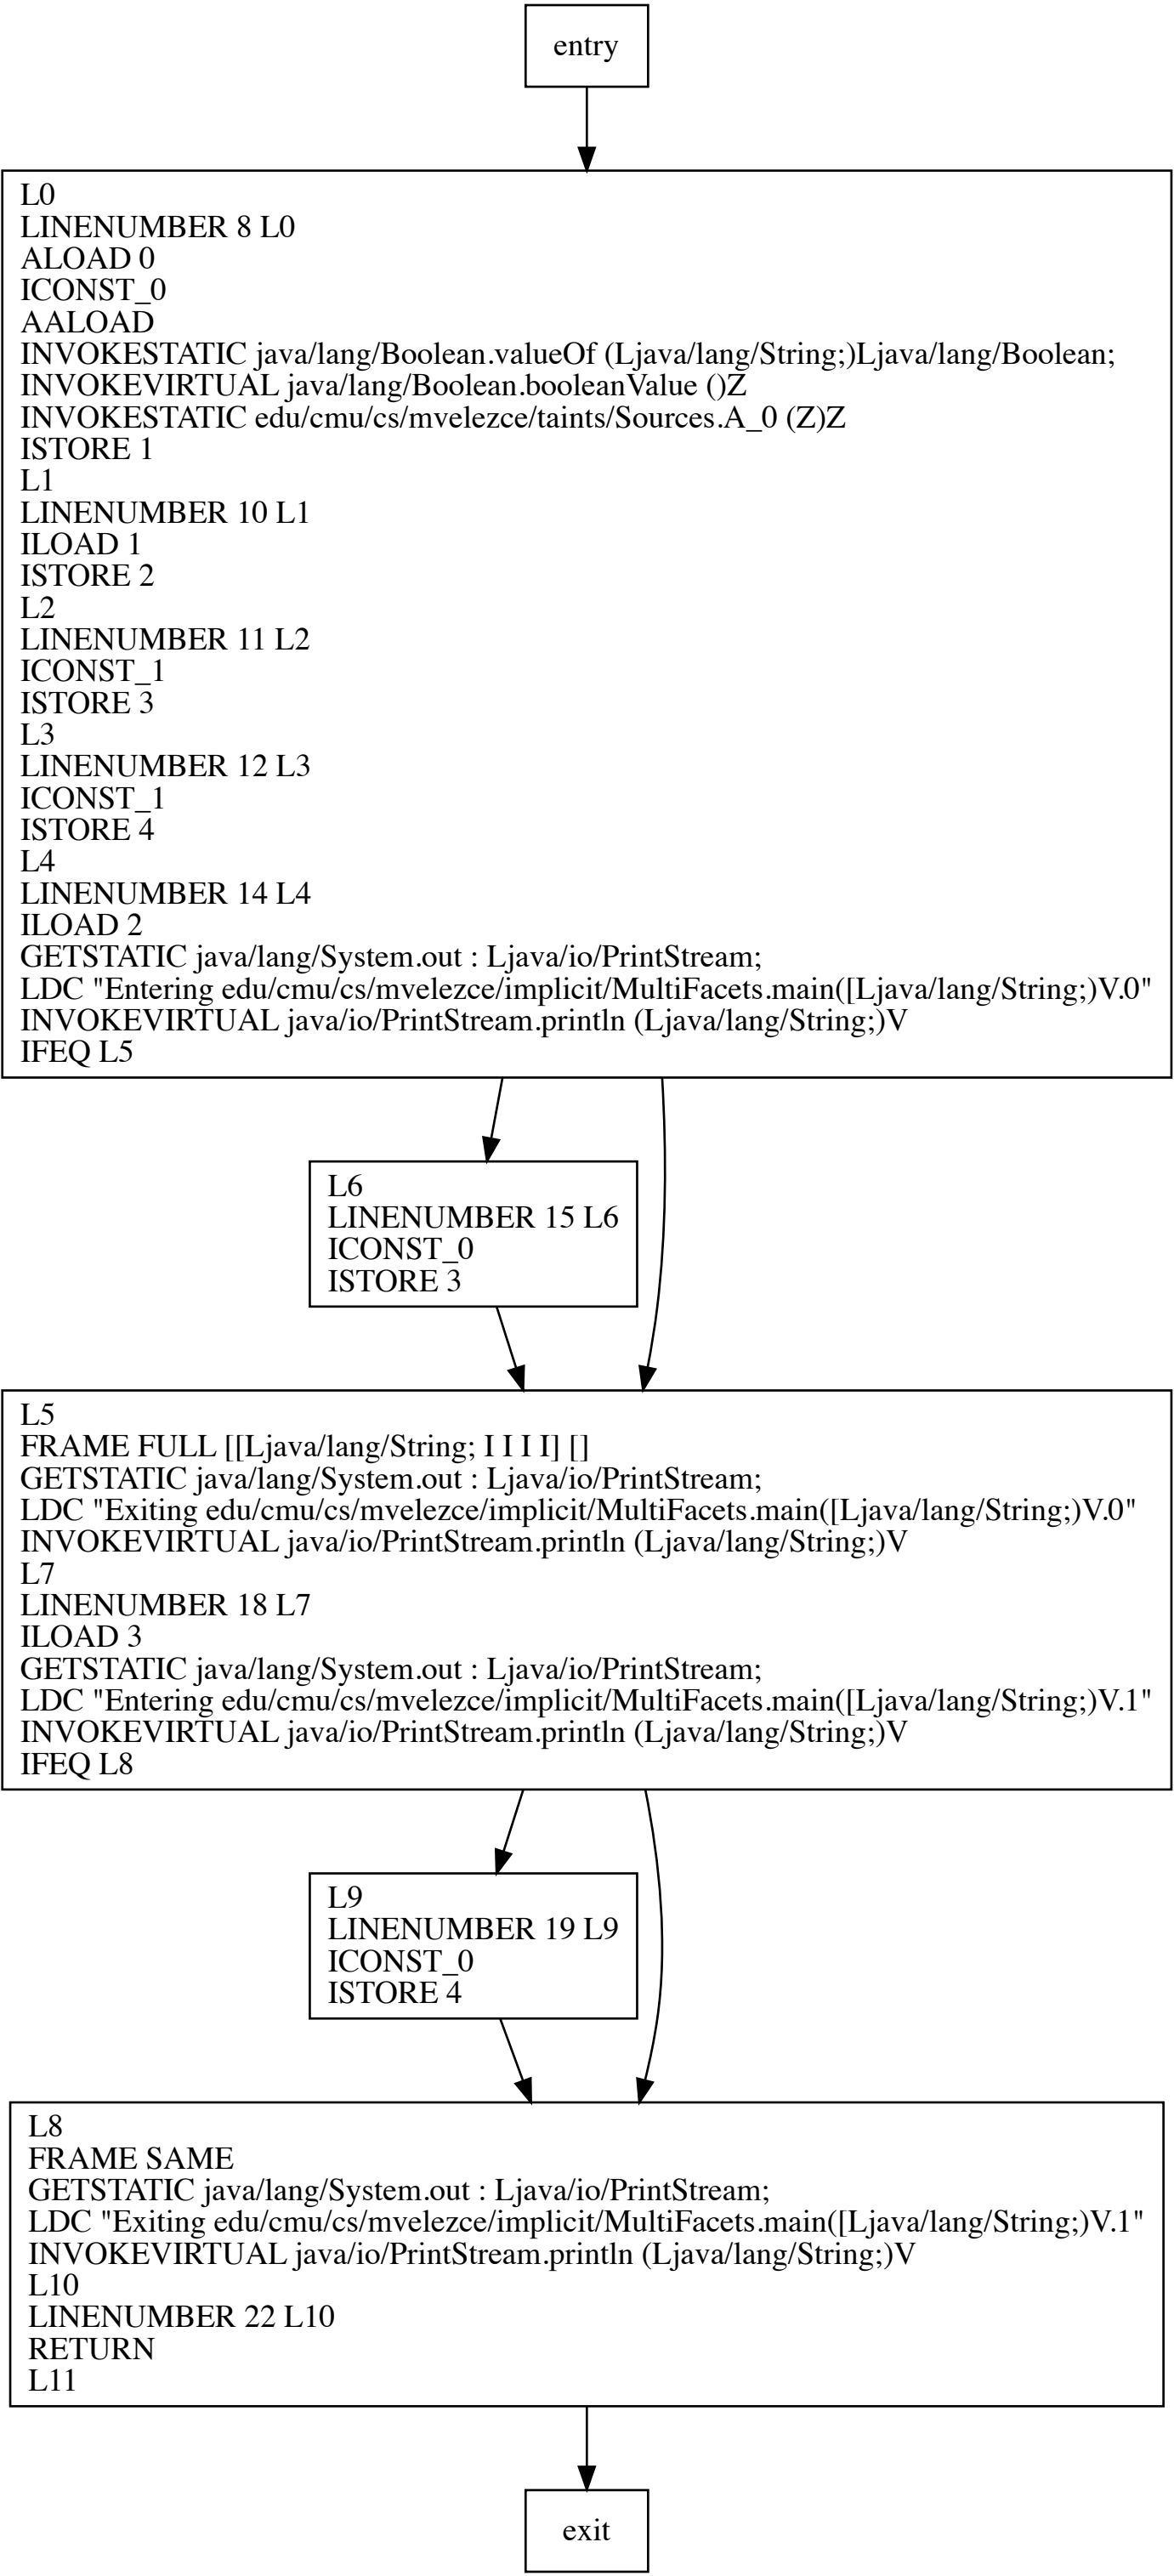 entry
L0
LINENUMBER 8 L0
ALOAD 0
ICONST_0
AALOAD
INVOKESTATIC java/lang/Boolean.valueOf (Ljava/lang/String;)Ljava/lang/Boolean;
INVOKEVIRTUAL java/lang/Boolean.booleanValue ()Z
INVOKESTATIC edu/cmu/cs/mvelezce/taints/Sources.A_0 (Z)Z
ISTORE 1
L1
LINENUMBER 10 L1
ILOAD 1
ISTORE 2
L2
LINENUMBER 11 L2
ICONST_1
ISTORE 3
L3
LINENUMBER 12 L3
ICONST_1
ISTORE 4
L4
LINENUMBER 14 L4
ILOAD 2
GETSTATIC java/lang/System.out : Ljava/io/PrintStream;
LDC "Entering edu/cmu/cs/mvelezce/implicit/MultiFacets.main([Ljava/lang/String;)V.0"
INVOKEVIRTUAL java/io/PrintStream.println (Ljava/lang/String;)V
IFEQ L5
L6
LINENUMBER 15 L6
ICONST_0
ISTORE 3
L5
FRAME FULL [[Ljava/lang/String; I I I I] []
GETSTATIC java/lang/System.out : Ljava/io/PrintStream;
LDC "Exiting edu/cmu/cs/mvelezce/implicit/MultiFacets.main([Ljava/lang/String;)V.0"
INVOKEVIRTUAL java/io/PrintStream.println (Ljava/lang/String;)V
L7
LINENUMBER 18 L7
ILOAD 3
GETSTATIC java/lang/System.out : Ljava/io/PrintStream;
LDC "Entering edu/cmu/cs/mvelezce/implicit/MultiFacets.main([Ljava/lang/String;)V.1"
INVOKEVIRTUAL java/io/PrintStream.println (Ljava/lang/String;)V
IFEQ L8
L9
LINENUMBER 19 L9
ICONST_0
ISTORE 4
L8
FRAME SAME
GETSTATIC java/lang/System.out : Ljava/io/PrintStream;
LDC "Exiting edu/cmu/cs/mvelezce/implicit/MultiFacets.main([Ljava/lang/String;)V.1"
INVOKEVIRTUAL java/io/PrintStream.println (Ljava/lang/String;)V
L10
LINENUMBER 22 L10
RETURN
L11
exit